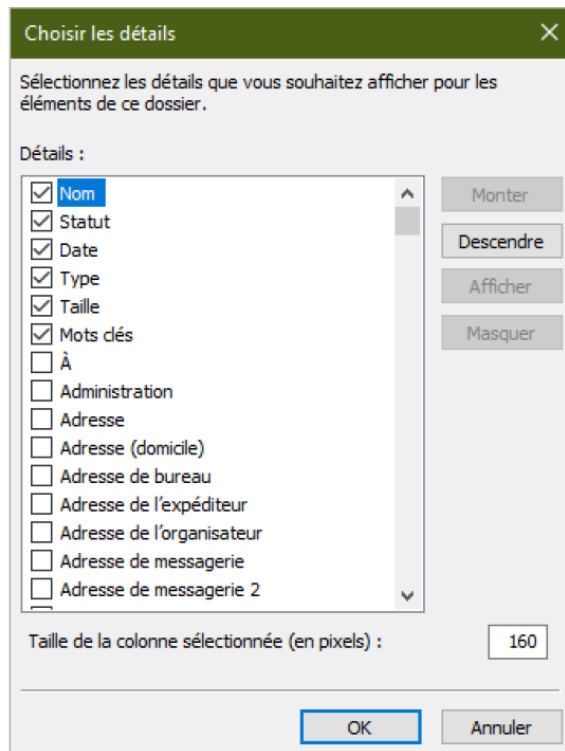 Choisir les détails
Sélectionnez les détails que vous souhaitez afficher pour les
éléments de ce dossier.
Détails :
Nom
Statut
Date
Type
Taille
Mots clés
À
Administration
Adresse
Adresse (domicile)
Adresse de bureau
Adresse de l'expéditeur
Adresse de l'organisateur
Adresse de messagerie
Adresse de messagerie 2
Monter
Descendre
Afficher
Masquer
Taille de la colonne sélectionnée (en pixels) : 160
OK
Annuler